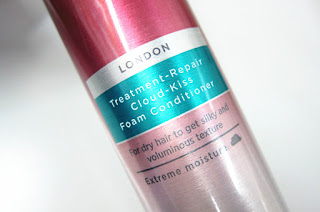 LONDON
Treatment-Repair
Cloud-Kiss
Foam Conditioner
For dry hair to get silky and
voluminous texture
Extreme moisture